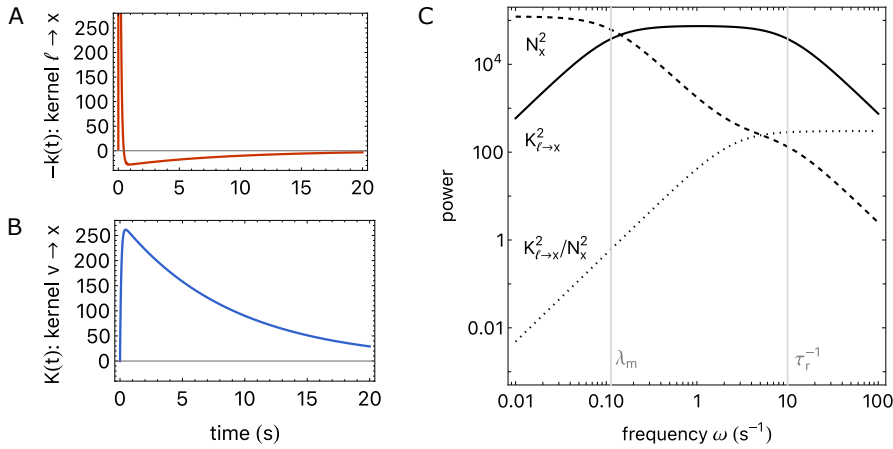 A
−k(t): kernel ℓ → x
250
200
150
100
50
0
0 5 10 15 20
B
K(t): kernel v → x
250
200
150
100
50
0
0 5 10 15 20
time (s)
C
power
10⁴
100
1
0.01
N²ₓ
K²ℓ→x
K²ℓ→x/N²ₓ
λₘ
τᵣ⁻¹
0.01 0.10 1 10 100
frequency ω (s⁻¹)